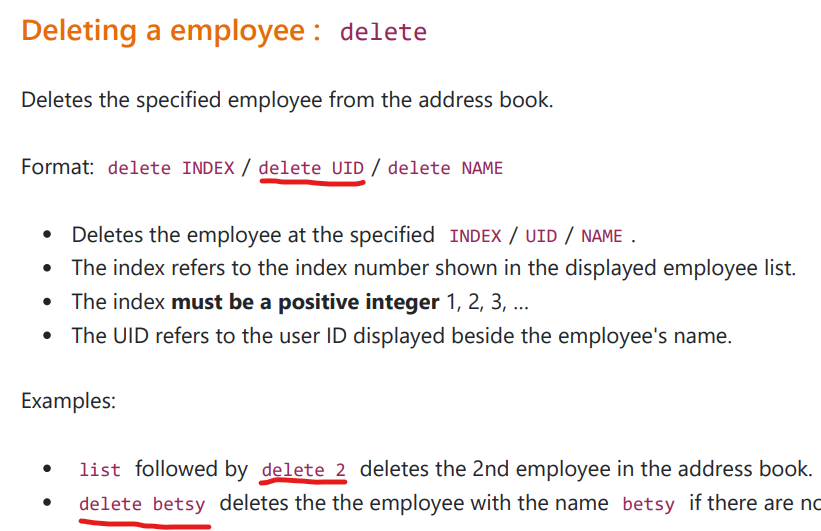 Deleting a employee : delete
Deletes the specified employee from the address book.
Format: delete INDEX / delete UID / delete NAME
• Deletes the employee at the specified INDEX / UID / NAME .
• The index refers to the index number shown in the displayed employee list.
• The index must be a positive integer 1, 2, 3, …
• The UID refers to the user ID displayed beside the employee's name.
Examples:
• list followed by delete 2 deletes the 2nd employee in the address book.
• delete betsy deletes the the employee with the name betsy if there are